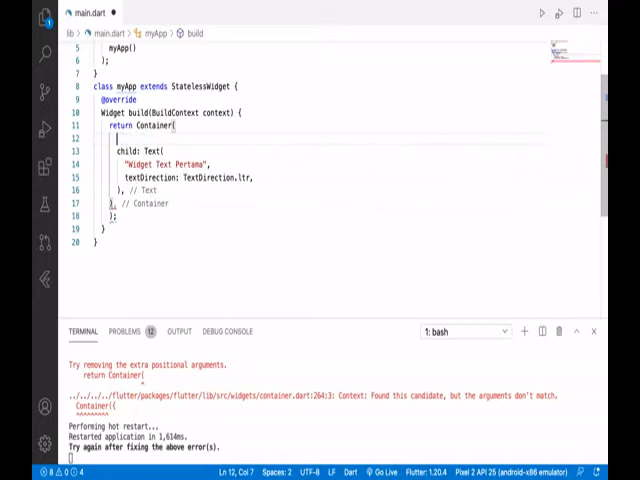 main.dart ●
lib > main.dart > myApp > build
5 myApp()
6 );
7 }
8 class myApp extends StatelessWidget {
9 @override
10 Widget build(BuildContext context) {
11 return Container(
12
13 child: Text(
14 "Widget Text Pertama",
15 textDirection: TextDirection.ltr,
16 ), // Text
17 ), // Container
18 );
19 }
20 }
TERMINAL PROBLEMS 12 OUTPUT DEBUG CONSOLE 1: bash
Try removing the extra positional arguments.
return Container(
^
../../../../flutter/packages/flutter/lib/src/widgets/container.dart:264:3: Context: Found this candidate, but the arguments don't match.
Container({
^^^^^^^^^
Performing hot restart...
Restarted application in 1,614ms.
Try again after fixing the above error(s).
8 0 4 Ln 12, Col 7 Spaces: 2 UTF-8 LF Dart Go Live Flutter: 1.20.4 Pixel 2 API 25 (android-x86 emulator)